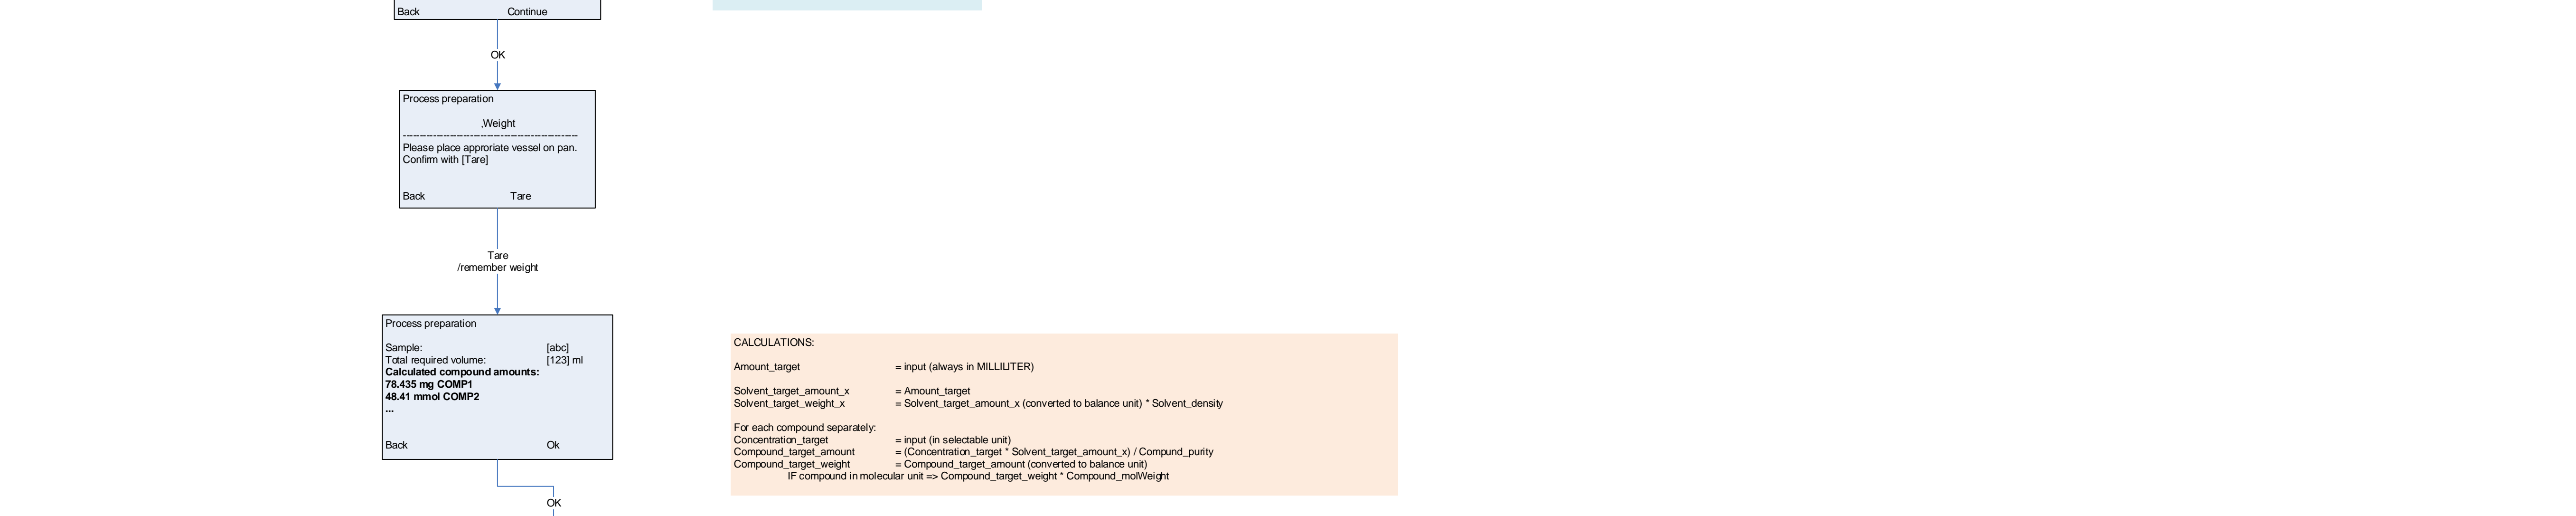 Back Continue
OK
Process preparation
,Weight
----------------------------------------------------
Please place approriate vessel on pan.
Confirm with [Tare]
Back Tare
Tare
/remember weight
Process preparation
Sample: [abc]
Total required volume: [123] ml
Calculated compound amounts:
78.435 mg COMP1
48.41 mmol COMP2
...
Back Ok
OK
CALCULATIONS:
Amount_target = input (always in MILLILITER)
Solvent_target_amount_x = Amount_target
Solvent_target_weight_x = Solvent_target_amount_x (converted to balance unit) * Solvent_density
For each compound separately:
Concentration_target = input (in selectable unit)
Compound_target_amount = (Concentration_target * Solvent_target_amount_x) / Compund_purity
Compound_target_weight = Compound_target_amount (converted to balance unit)
IF compound in molecular unit => Compound_target_weight * Compound_molWeight